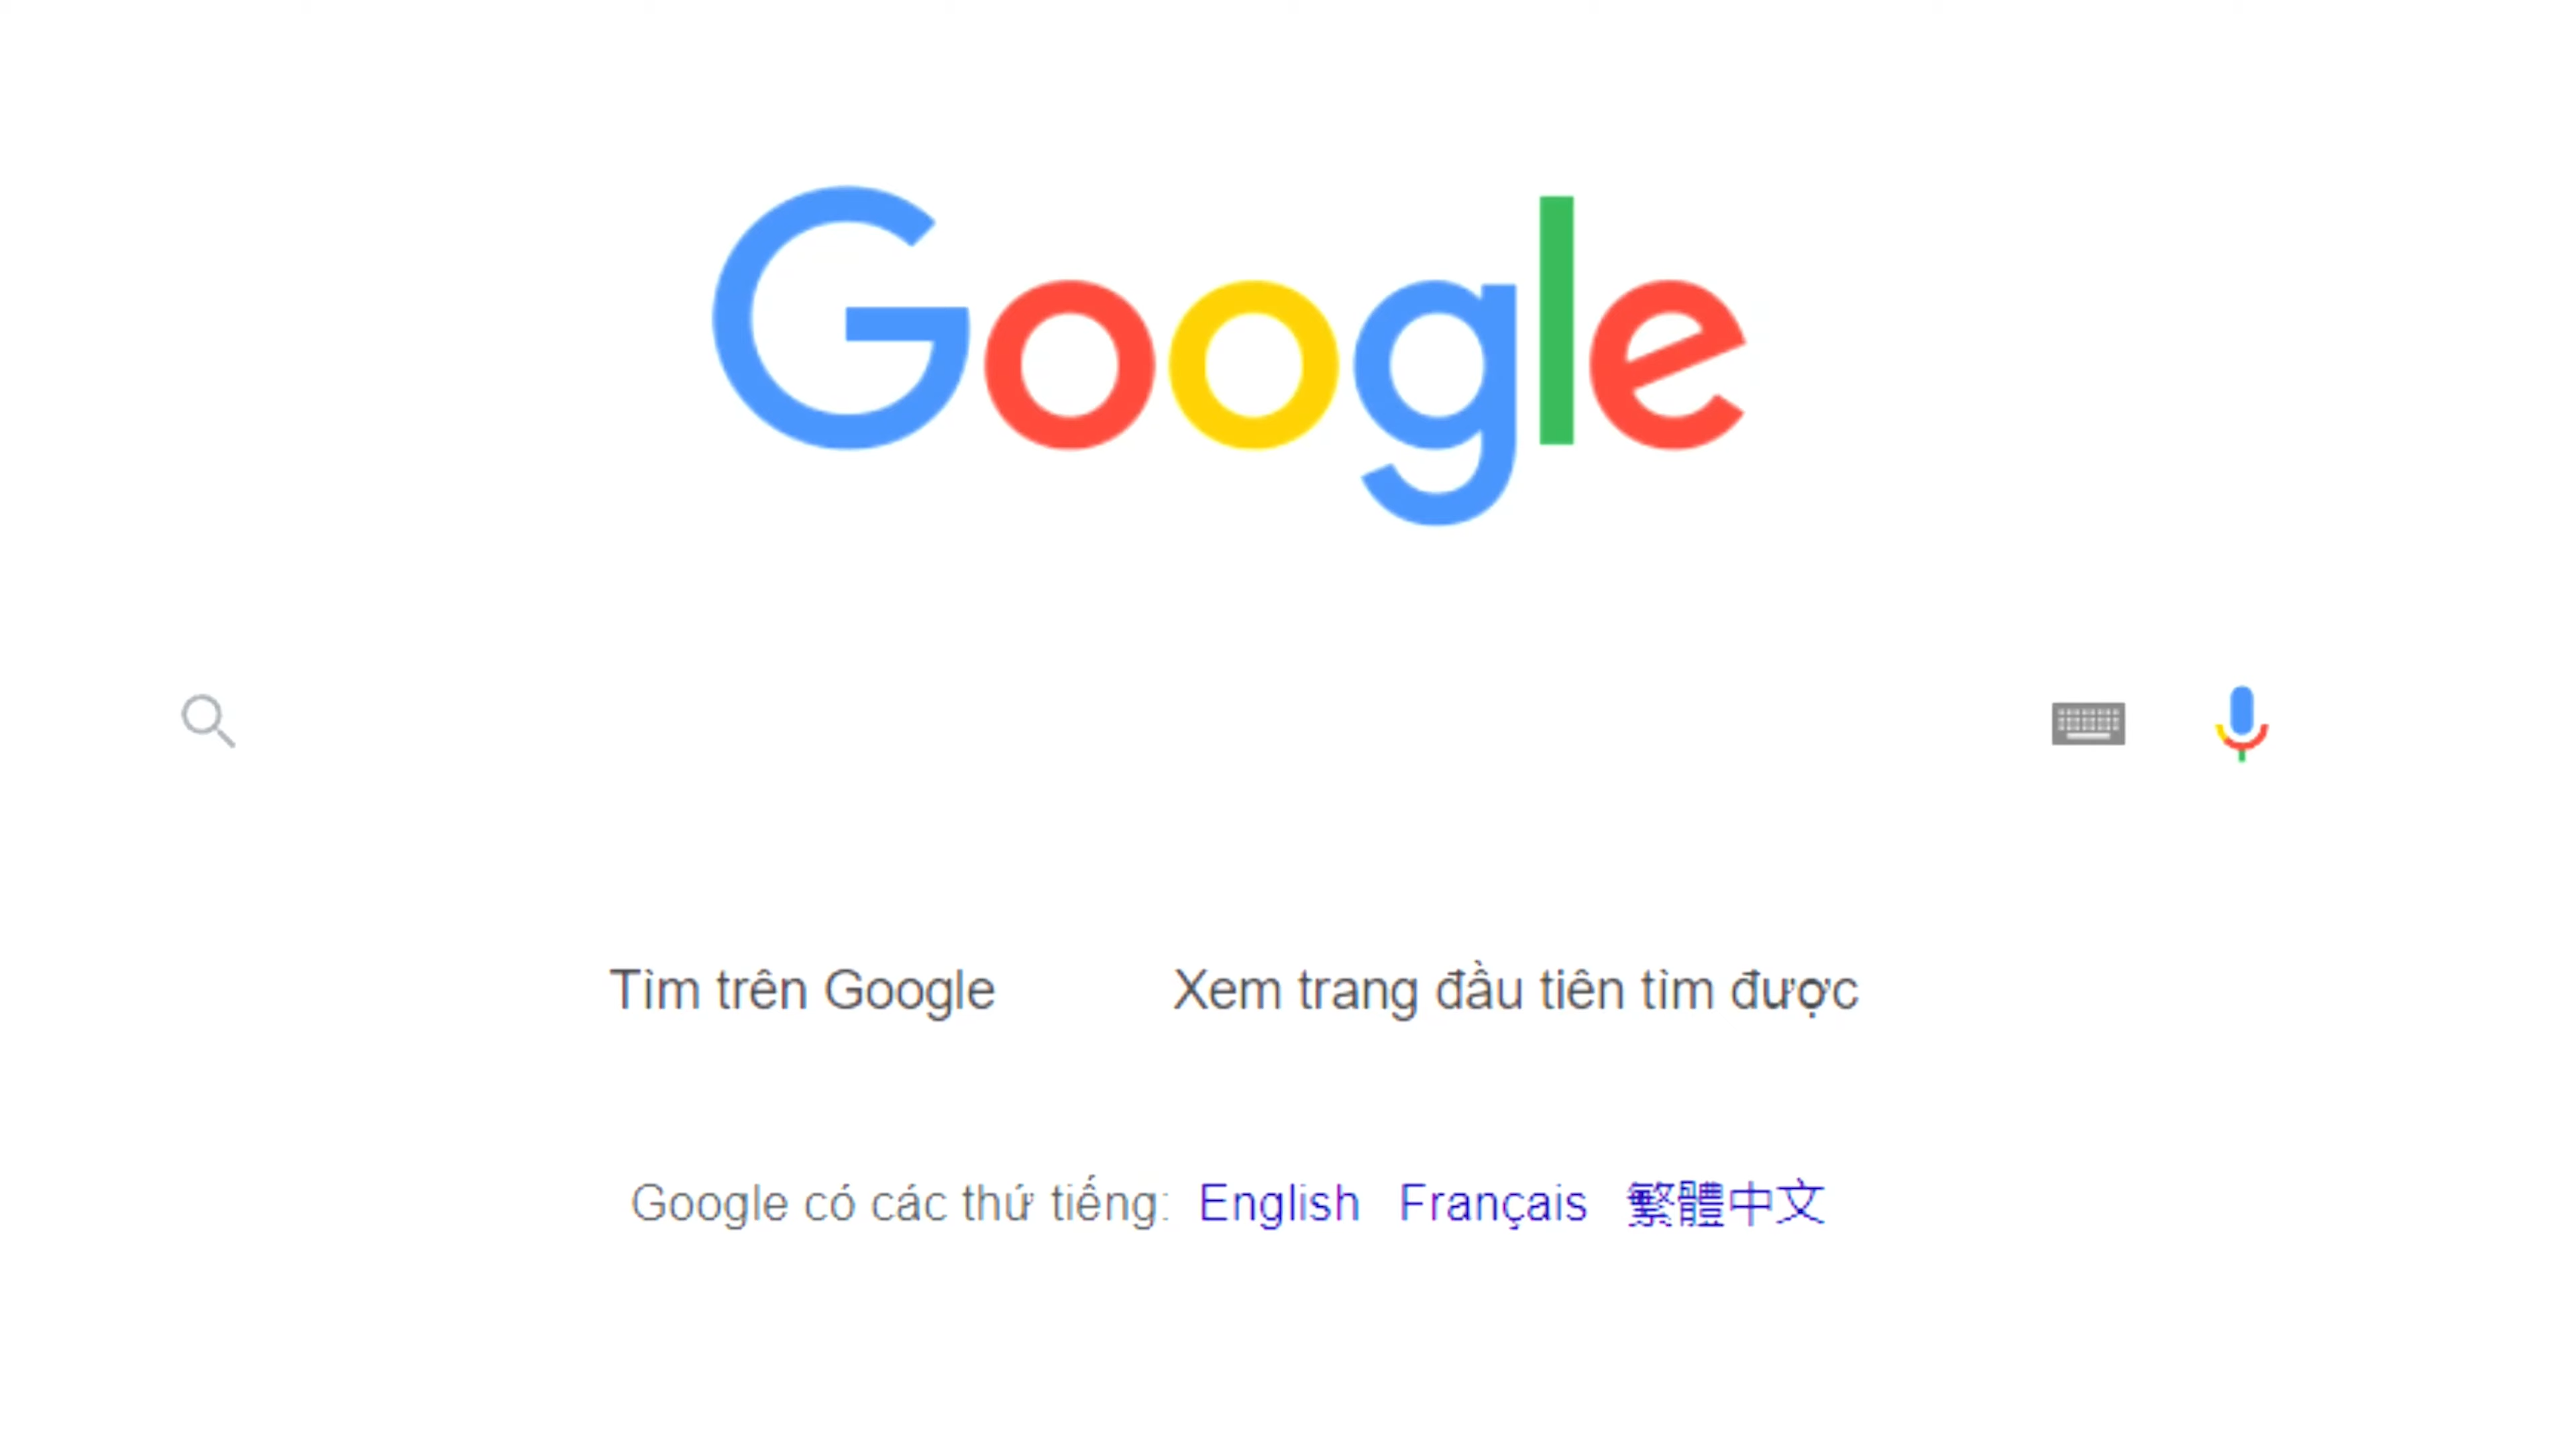 Google
Tìm trên Google Xem trang đầu tiên tìm được
Google có các thứ tiếng: English Français 繁體中文